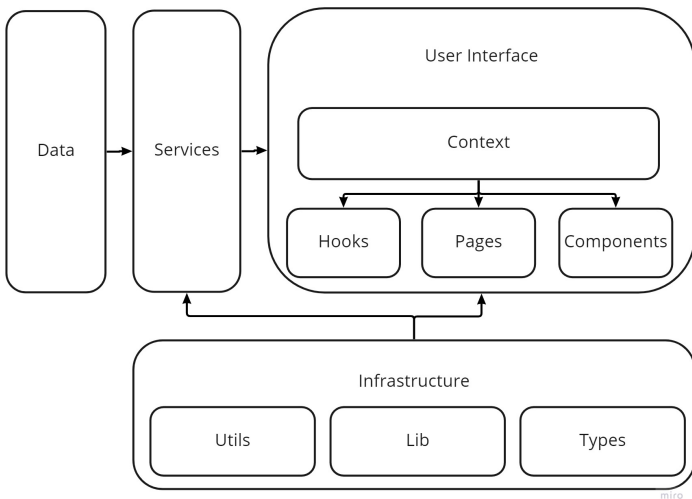 User Interface
Data
Services
Context
Hooks
Pages
Components
Infrastructure
Utils
Lib
Types
miro